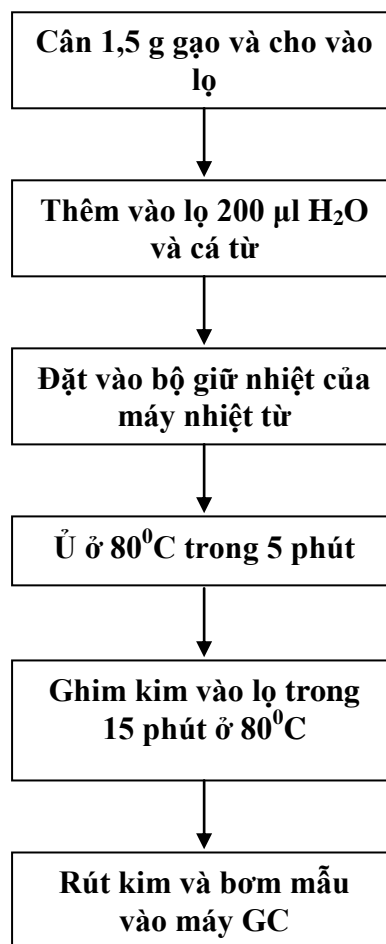 Cân 1,5 g gạo và cho vào
lọ
Thêm vào lọ 200 µl H₂O
và cá từ
Đặt vào bộ giữ nhiệt của
máy nhiệt từ
Ủ ở 80⁰C trong 5 phút
Ghim kim vào lọ trong
15 phút ở 80⁰C
Rút kim và bơm mẫu
vào máy GC